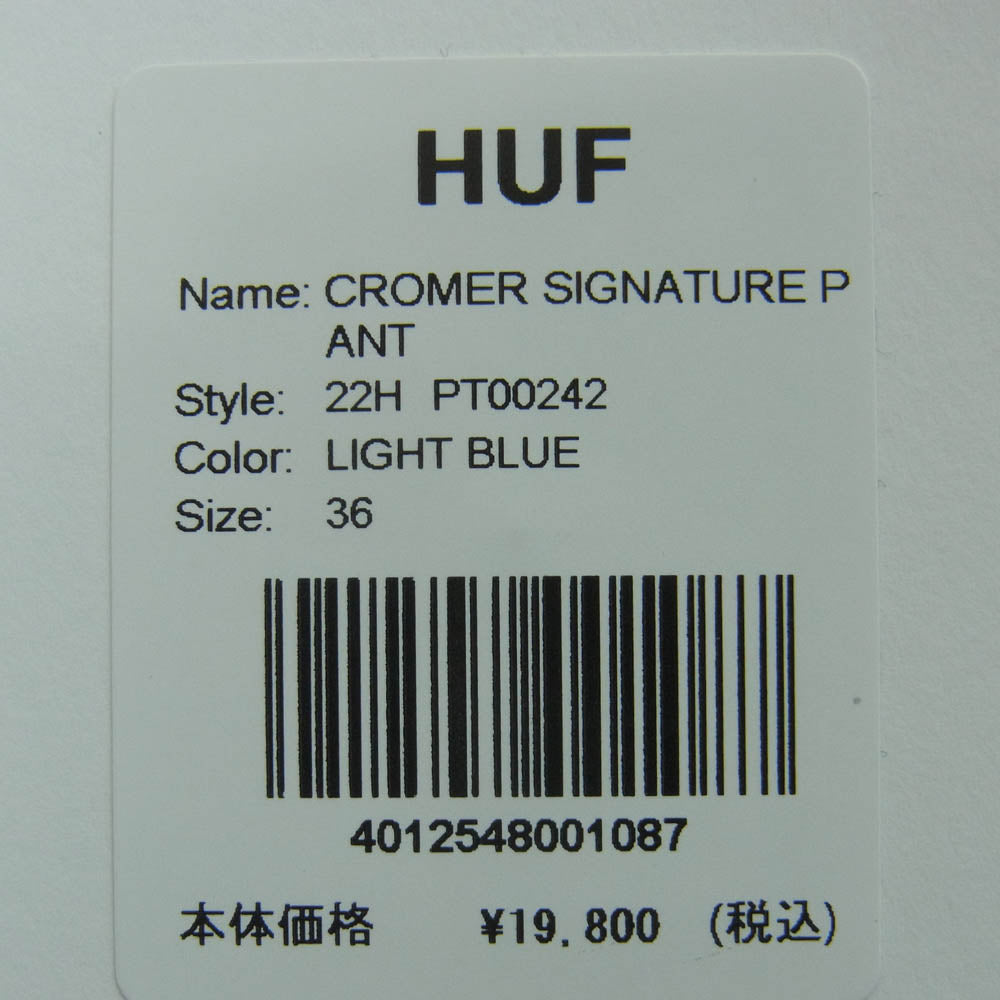 HUF
Name: CROMER SIGNATURE P
ANT
Style: 22H PT00242
Color: LIGHT BLUE
Size: 36
4012548001087
本体価格 ¥19,800 (税込)